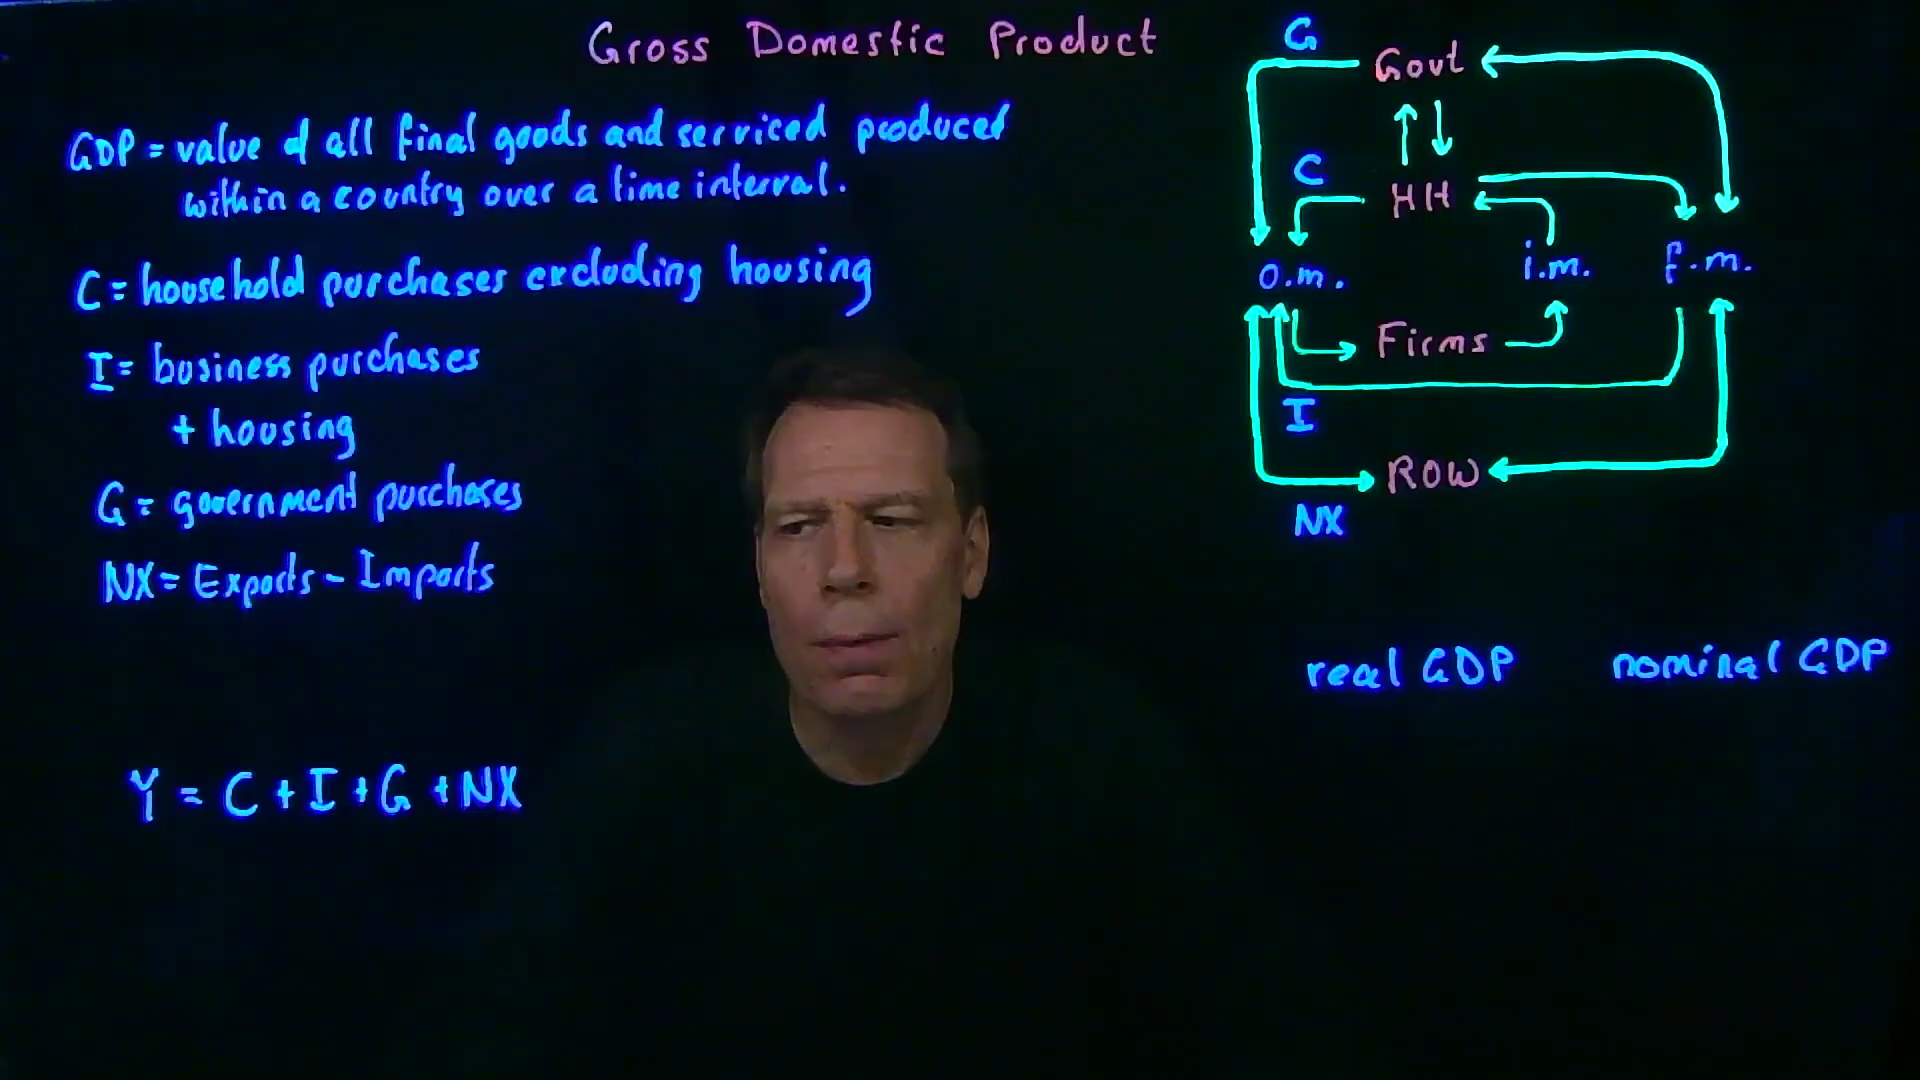 Gross Domestic Product
GDP = value of all final goods and serviced produced
within a country over a time interval.
C = household purchases excluding housing
I = business purchases
+ housing
G = government purchases
NX = Exports - Imports
Y = C + I + G + NX
G
Govt
C
HH
o.m.
i.m.
f.m.
Firms
I
ROW
NX
real GDP
nominal GDP